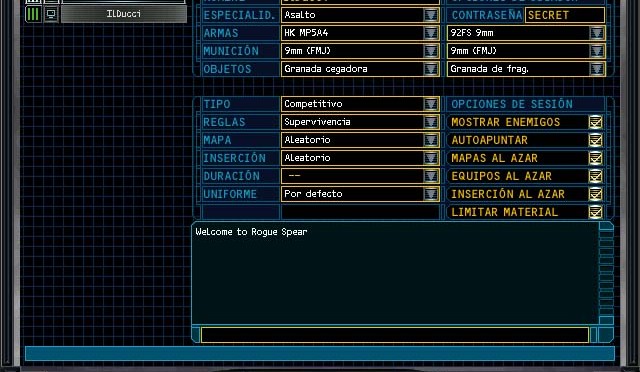 IlDucci
ESPECIALID. Asalto CONTRASEÑA SECRET
ARMAS HK MP5A4 92FS 9mm
MUNICIÓN 9mm (FMJ) 9mm (FMJ)
OBJETOS Granada cegadora Granada de frag.
TIPO Competitivo OPCIONES DE SESIÓN
REGLAS Supervivencia MOSTRAR ENEMIGOS
MAPA Aleatorio AUTOAPUNTAR
INSERCIÓN Aleatorio MAPAS AL AZAR
DURACIÓN -- EQUIPOS AL AZAR
UNIFORME Por defecto INSERCIÓN AL AZAR
LIMITAR MATERIAL
Welcome to Rogue Spear